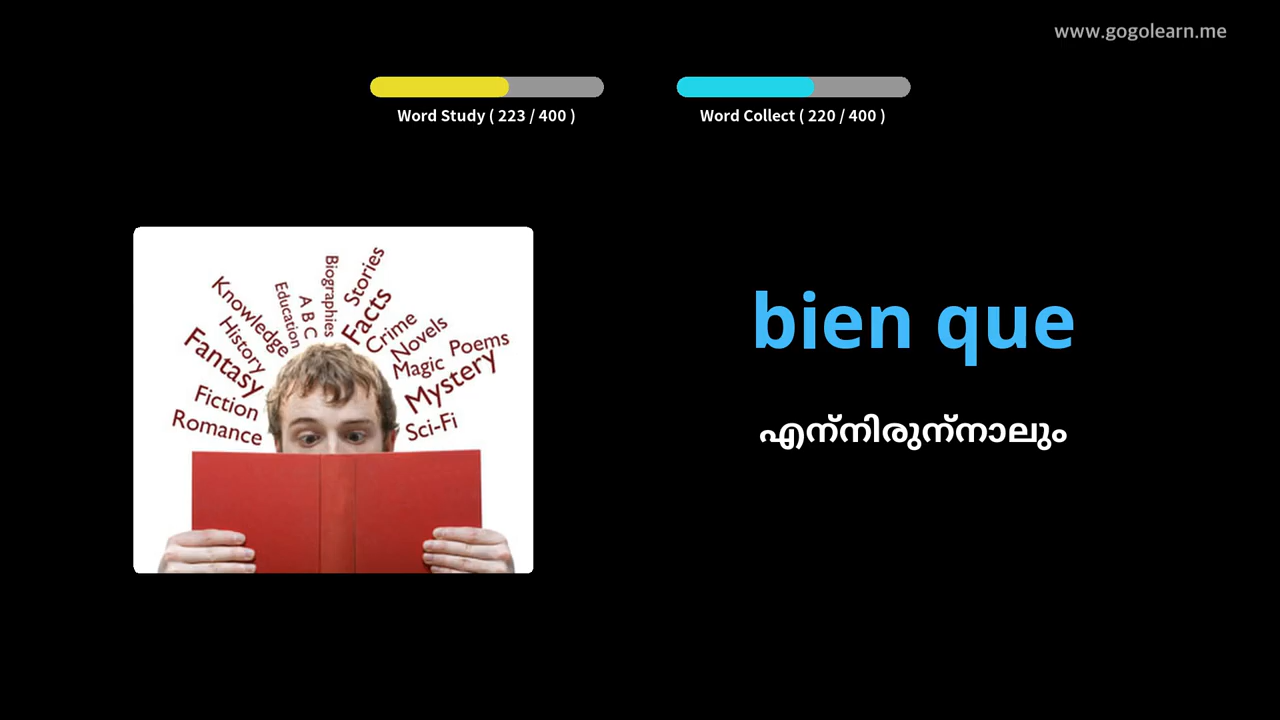 www.gogolearn.me
Word Study ( 223 / 400 )
Word Collect ( 220 / 400 )
Knowledge
Education
A B C
Biographies
Stories
Facts
History
Crime
Novels
Poems
Fantasy
Magic
Mystery
Fiction
Romance
Sci-Fi
bien que
എന്നിരുന്നാലും